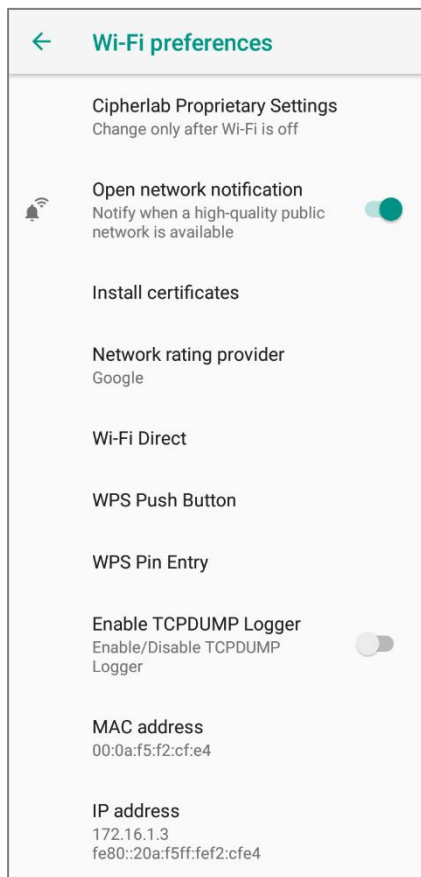 Wi-Fi preferences
Cipherlab Proprietary Settings
Change only after Wi-Fi is off
Open network notification
Notify when a high-quality public
network is available
Install certificates
Network rating provider
Google
Wi-Fi Direct
WPS Push Button
WPS Pin Entry
Enable TCPDUMP Logger
Enable/Disable TCPDUMP
Logger
MAC address
00:0a:f5:f2:cf:e4
IP address
172.16.1.3
fe80::20a:f5ff:fef2:cfe4